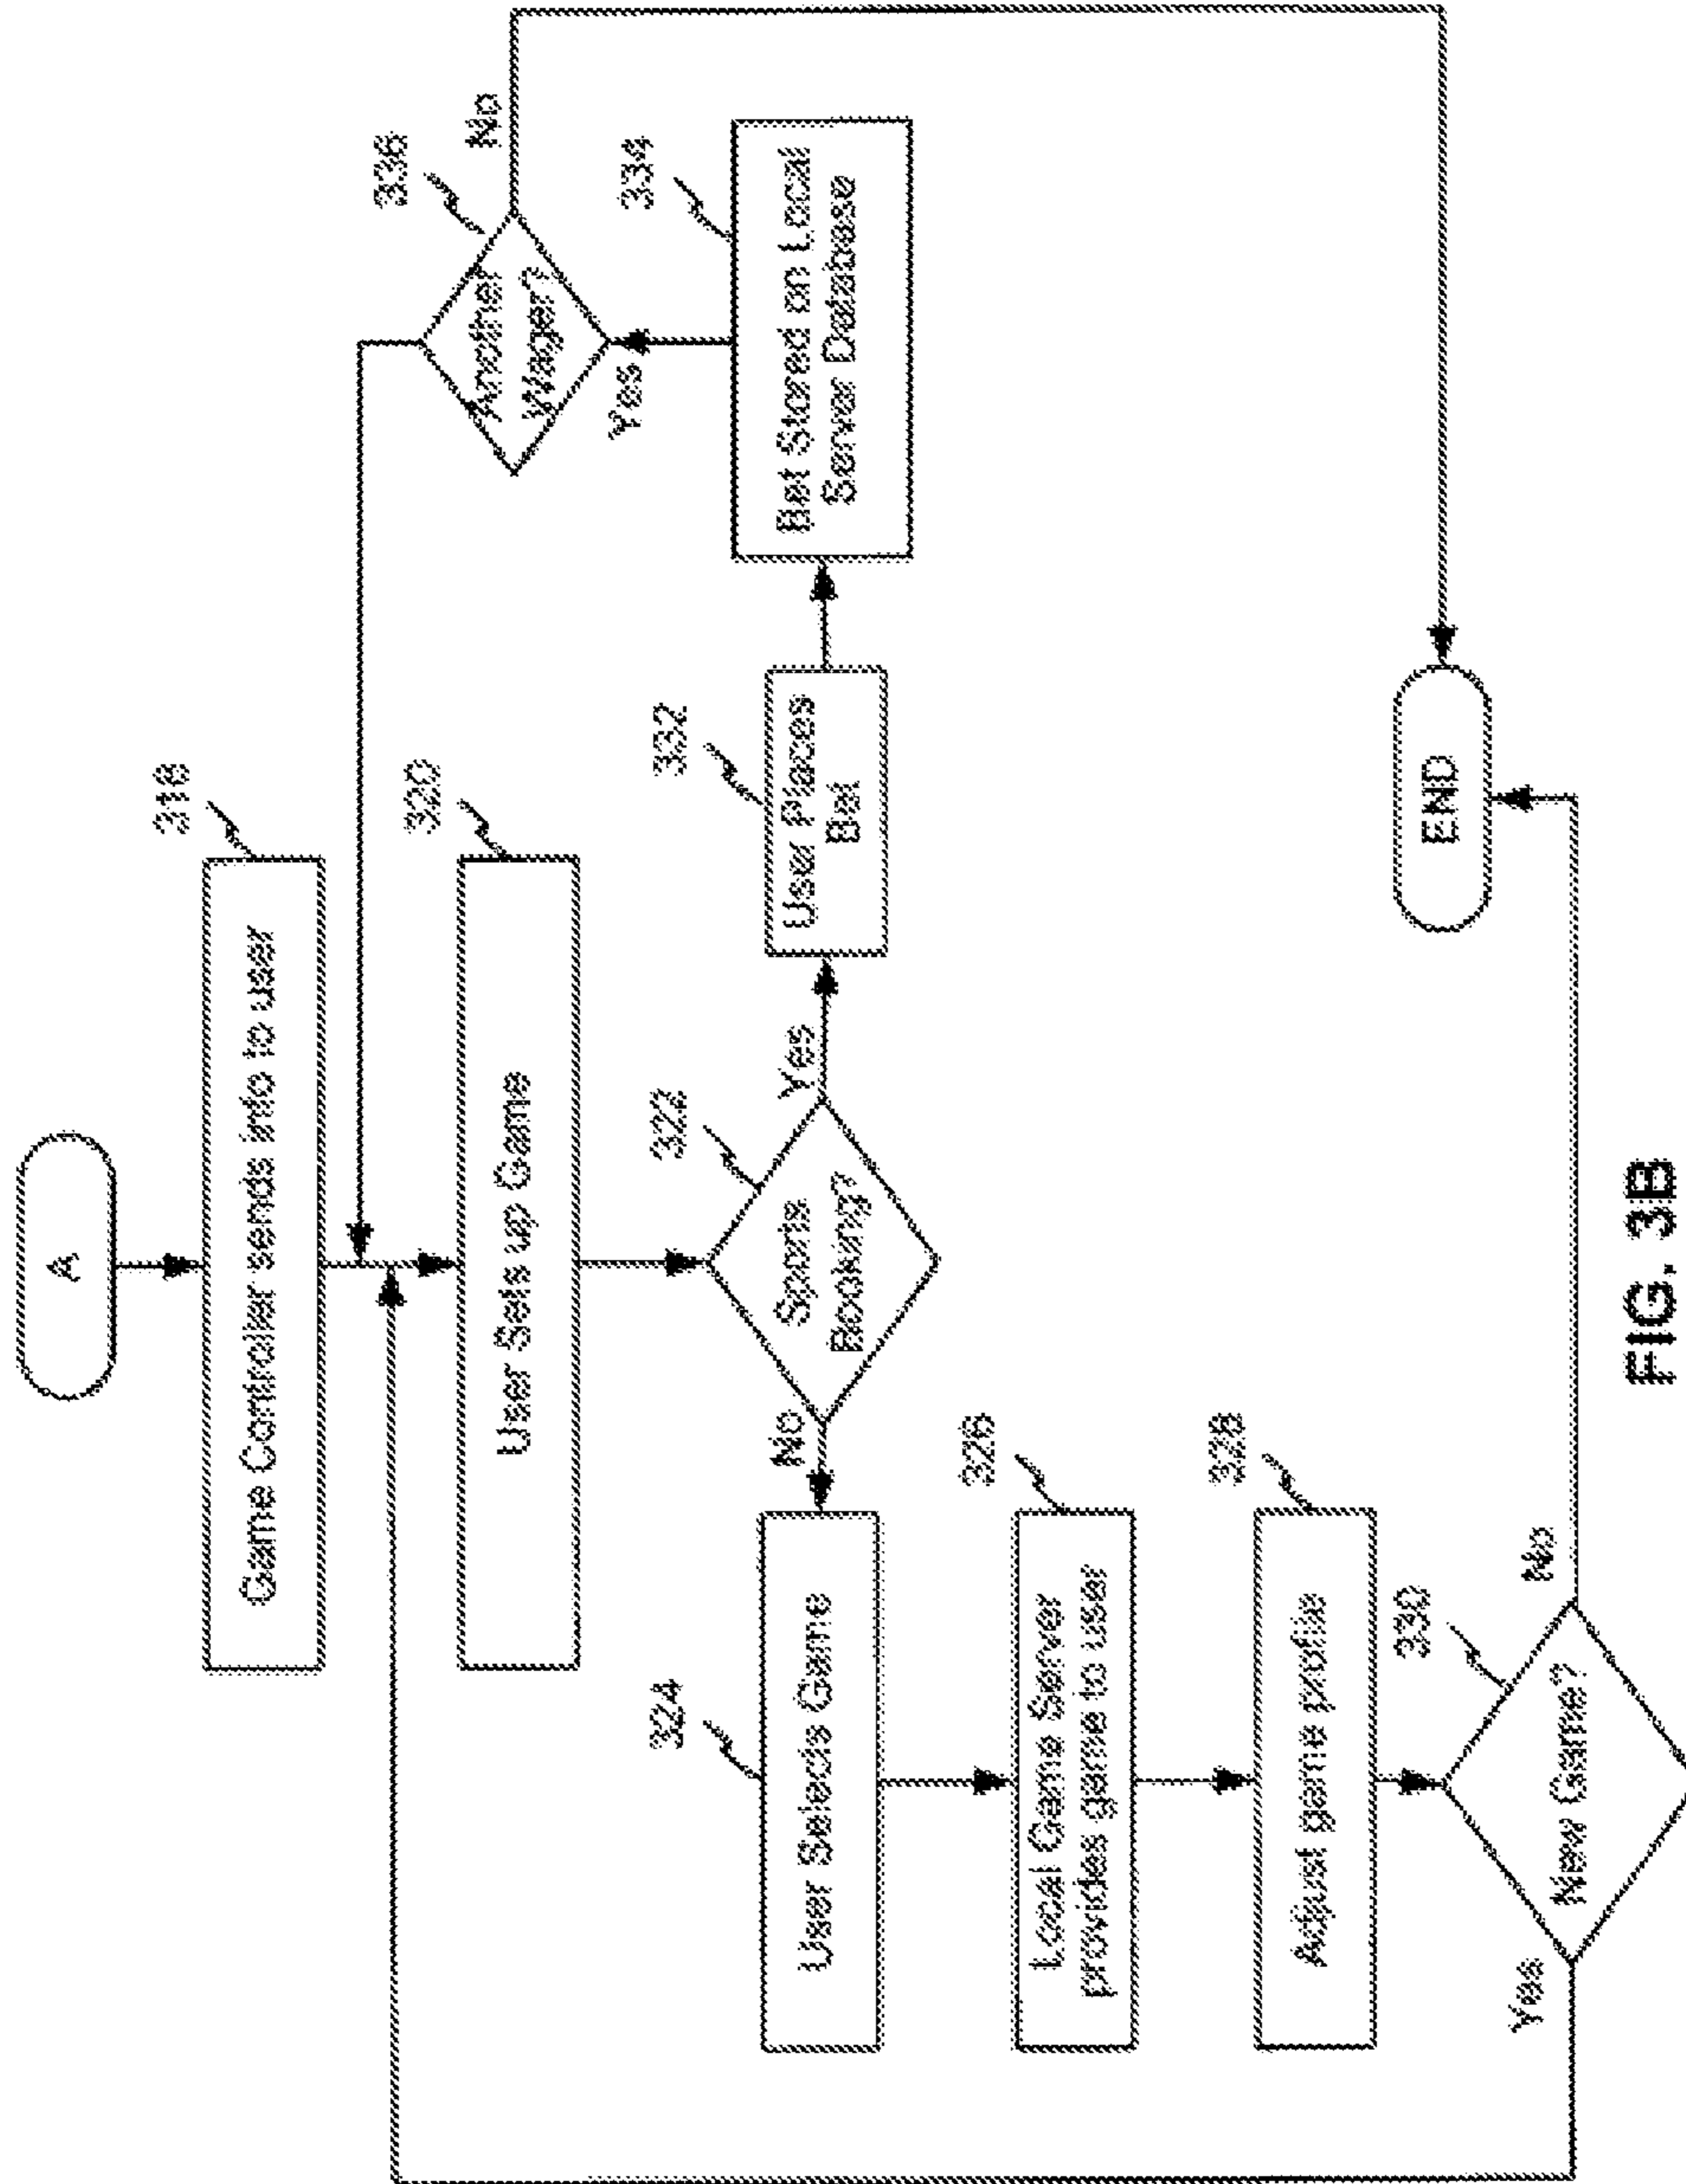 A
318
Game Controller sends info to user
320
User Sets up Game
322
Sports
Booking?
Yes
No
332
User Places
Bet
334
Bet Stored on Local
Server Database
Yes
336
Another
Wager?
No
324
User Selects Game
326
Local Game Server
provides game to user
328
Adjust game profile
330
New Game?
Yes
No
END
FIG. 3B